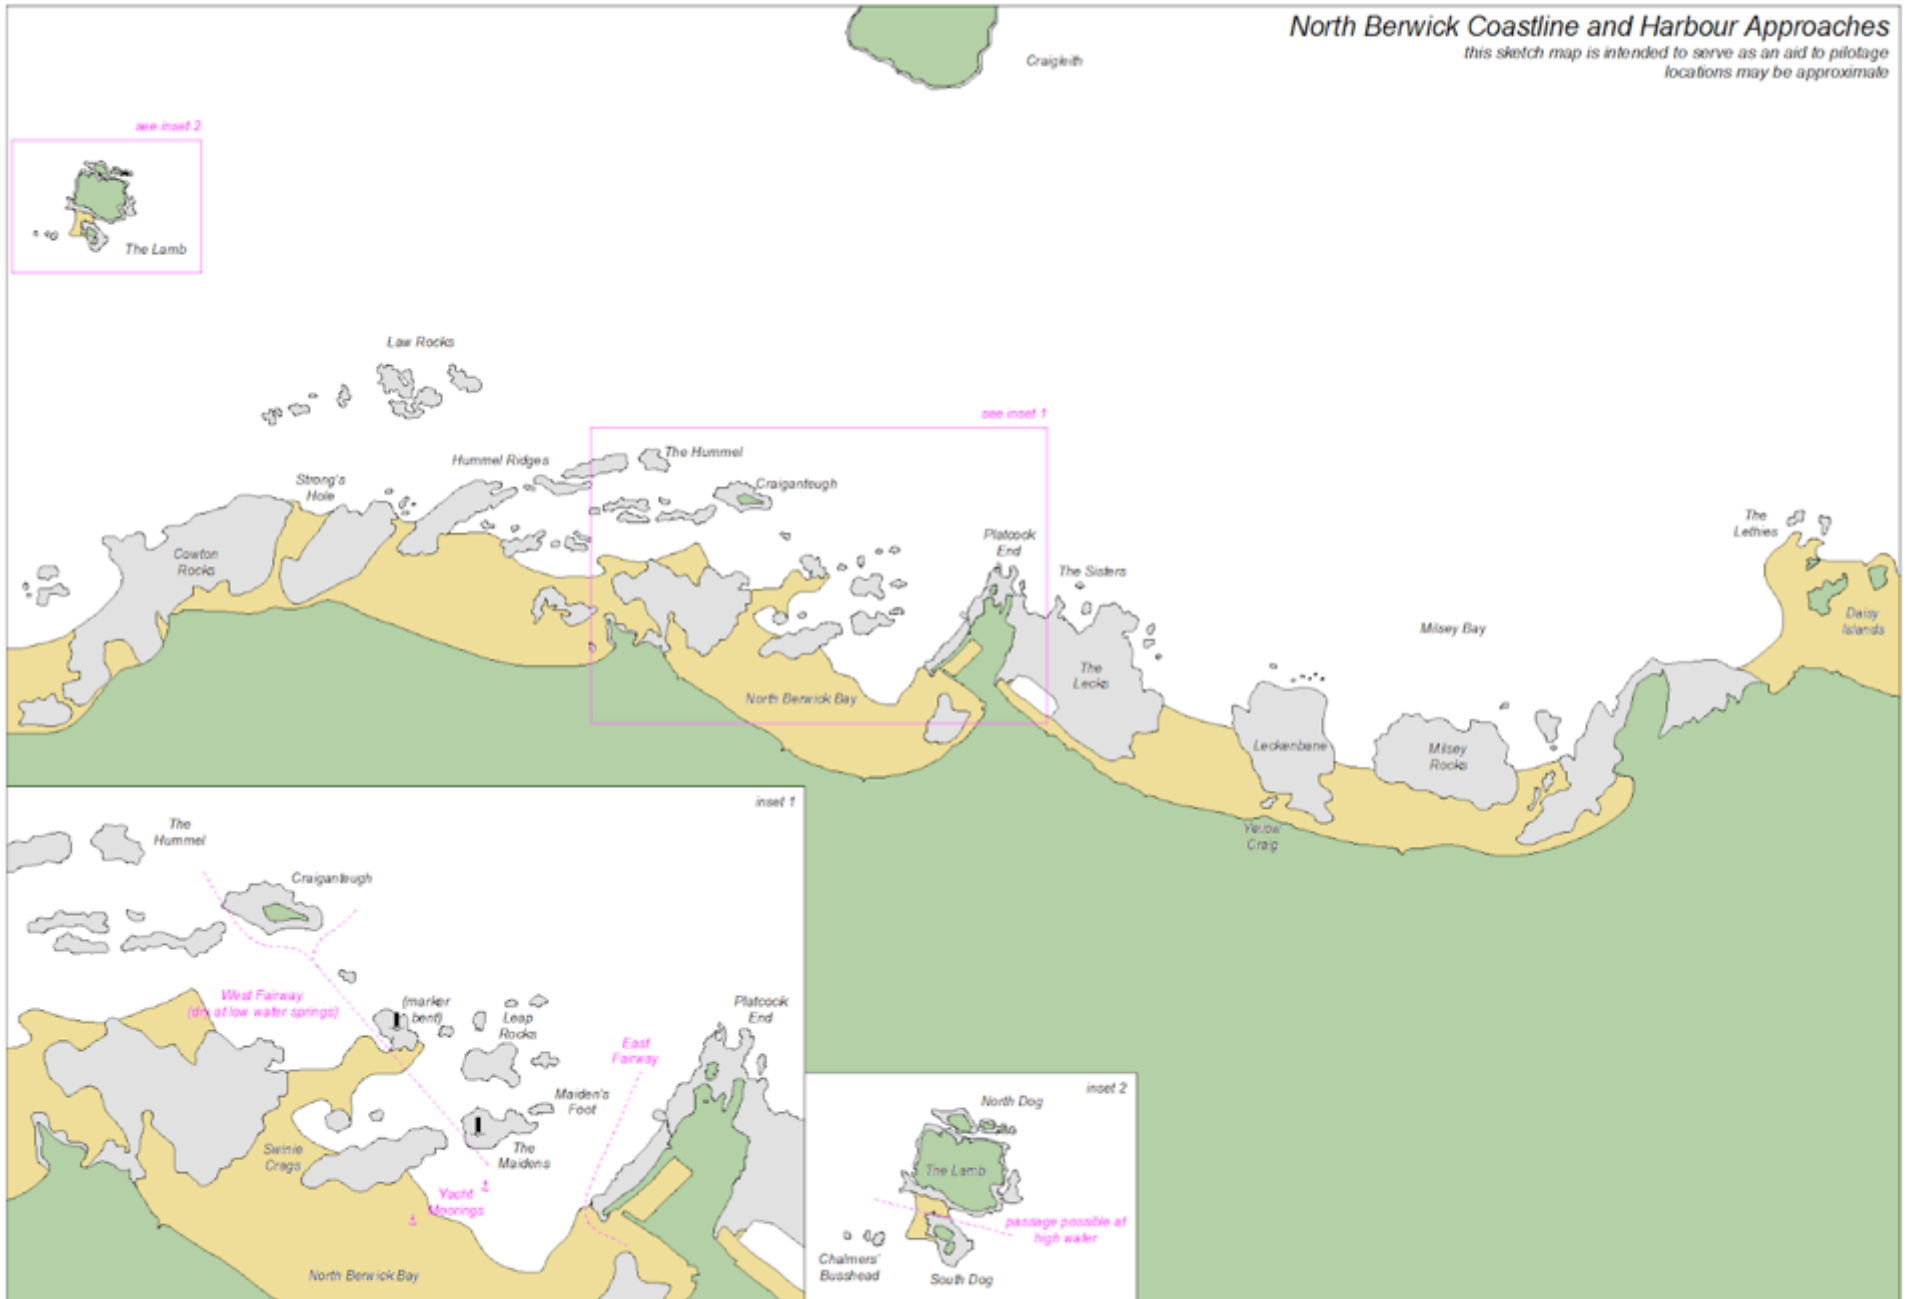 North Berwick Coastline and Harbour Approaches
this sketch map is intended to serve as an aid to pilotage
locations may be approximate
Craigleith
see inset 2
The Lamb
Law Rocks
see inset 1
Hummel Ridges
The Hummel
Strong's
Hole
Craiganteugh
Cowton
Rocks
Platcock
End
The Sisters
The
Lethies
Daisy
Islands
Milsey Bay
The
Lecks
North Berwick Bay
Leckenbane
Milsey
Rocks
Yellow
Craig
inset 1
The
Hummel
Craiganteugh
West Fairway
(dry at low water springs)
(marker
bent)
Leap
Rocks
Platcock
End
East
Fairway
Maiden's
Foot
The
Maidens
Swinie
Crags
Yacht
Moorings
North Berwick Bay
inset 2
North Dog
The Lamb
passage possible at
high water
Chalmers'
Busshead
South Dog